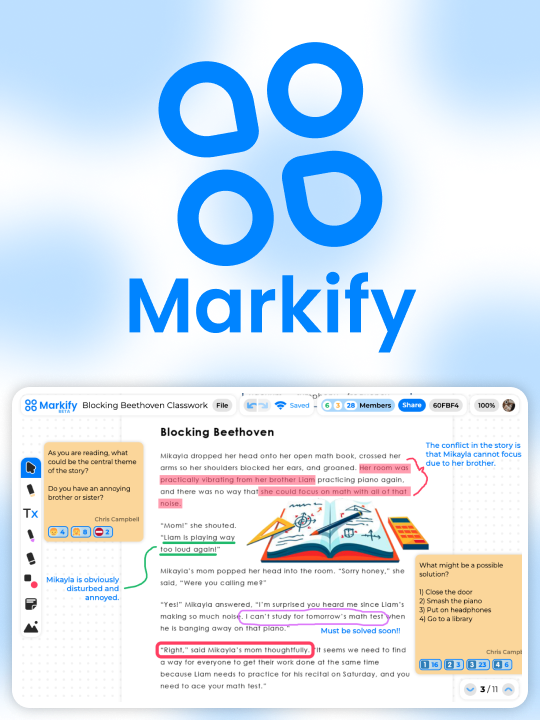 Markify
Markify
BETA
Blocking Beethoven Classwork
File
Saved
6 3 28 Members
Share
60FBF4
100%
Blocking Beethoven
Mikayla dropped her head onto her open math book, crossed her
arms so her shoulders blocked her ears, and groaned. Her room was
practically vibrating from her brother Liam practicing piano again,
and there was no way that she could focus on math with all of that
noise.
The conflict in the story is
that Mikayla cannot focus
due to her brother.
As you are reading, what
could be the central theme
of the story?
Do you have an annoying
brother or sister?
Chris Campbell
4 8 2
Tx
"Mom!" she shouted.
"Liam is playing way
too loud again!"
Mikayla is obviously
disturbed and
annoyed.
Mikayla's mom popped her head into the room. "Sorry honey," she
said, "Were you calling me?"
"Yes!" Mikayla answered, "I'm surprised you heard me since Liam's
making so much noise. I can't study for tomorrow's math test when
he is banging away on that piano."
Must be solved soon!!
"Right," said Mikayla's mom thoughtfully. "It seems we need to find
a way for everyone to get their work done at the same time
because Liam needs to practice for his recital on Saturday, and you
need to ace your math test."
What might be a possible
solution?
1) Close the door
2) Smash the piano
3) Put on headphones
4) Go to a library
Chris Campl
1 16 2 3 3 23 4 6
3 / 11